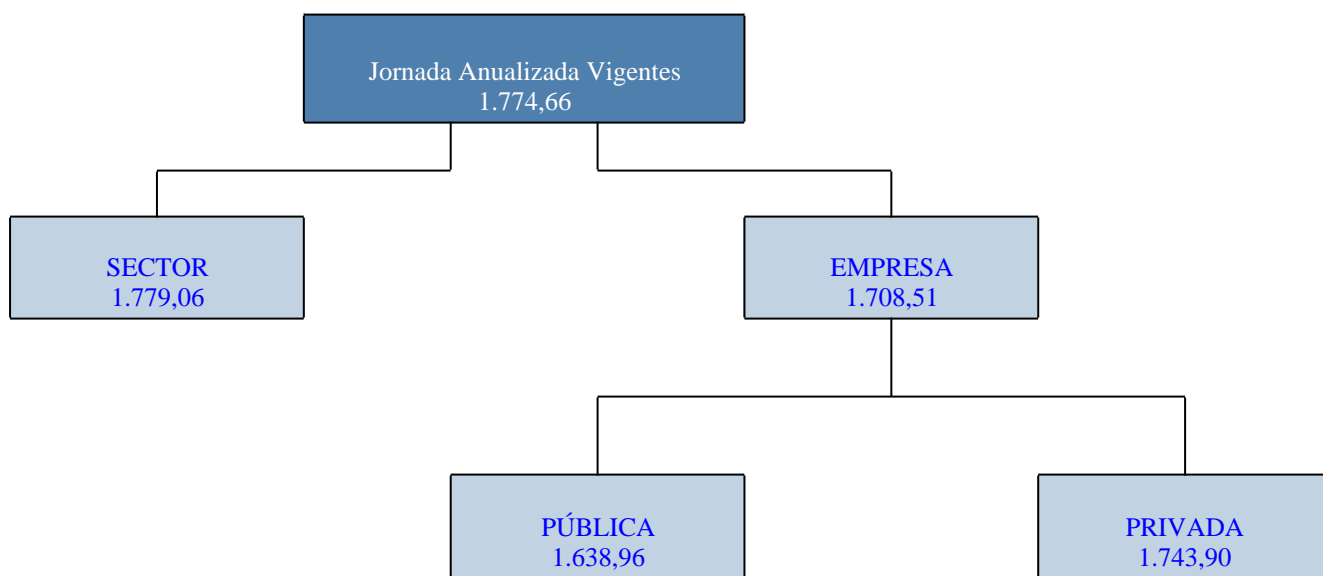 Jornada Anualizada Vigentes
1.774,66
SECTOR
1.779,06
EMPRESA
1.708,51
PÚBLICA
1.638,96
PRIVADA
1.743,90